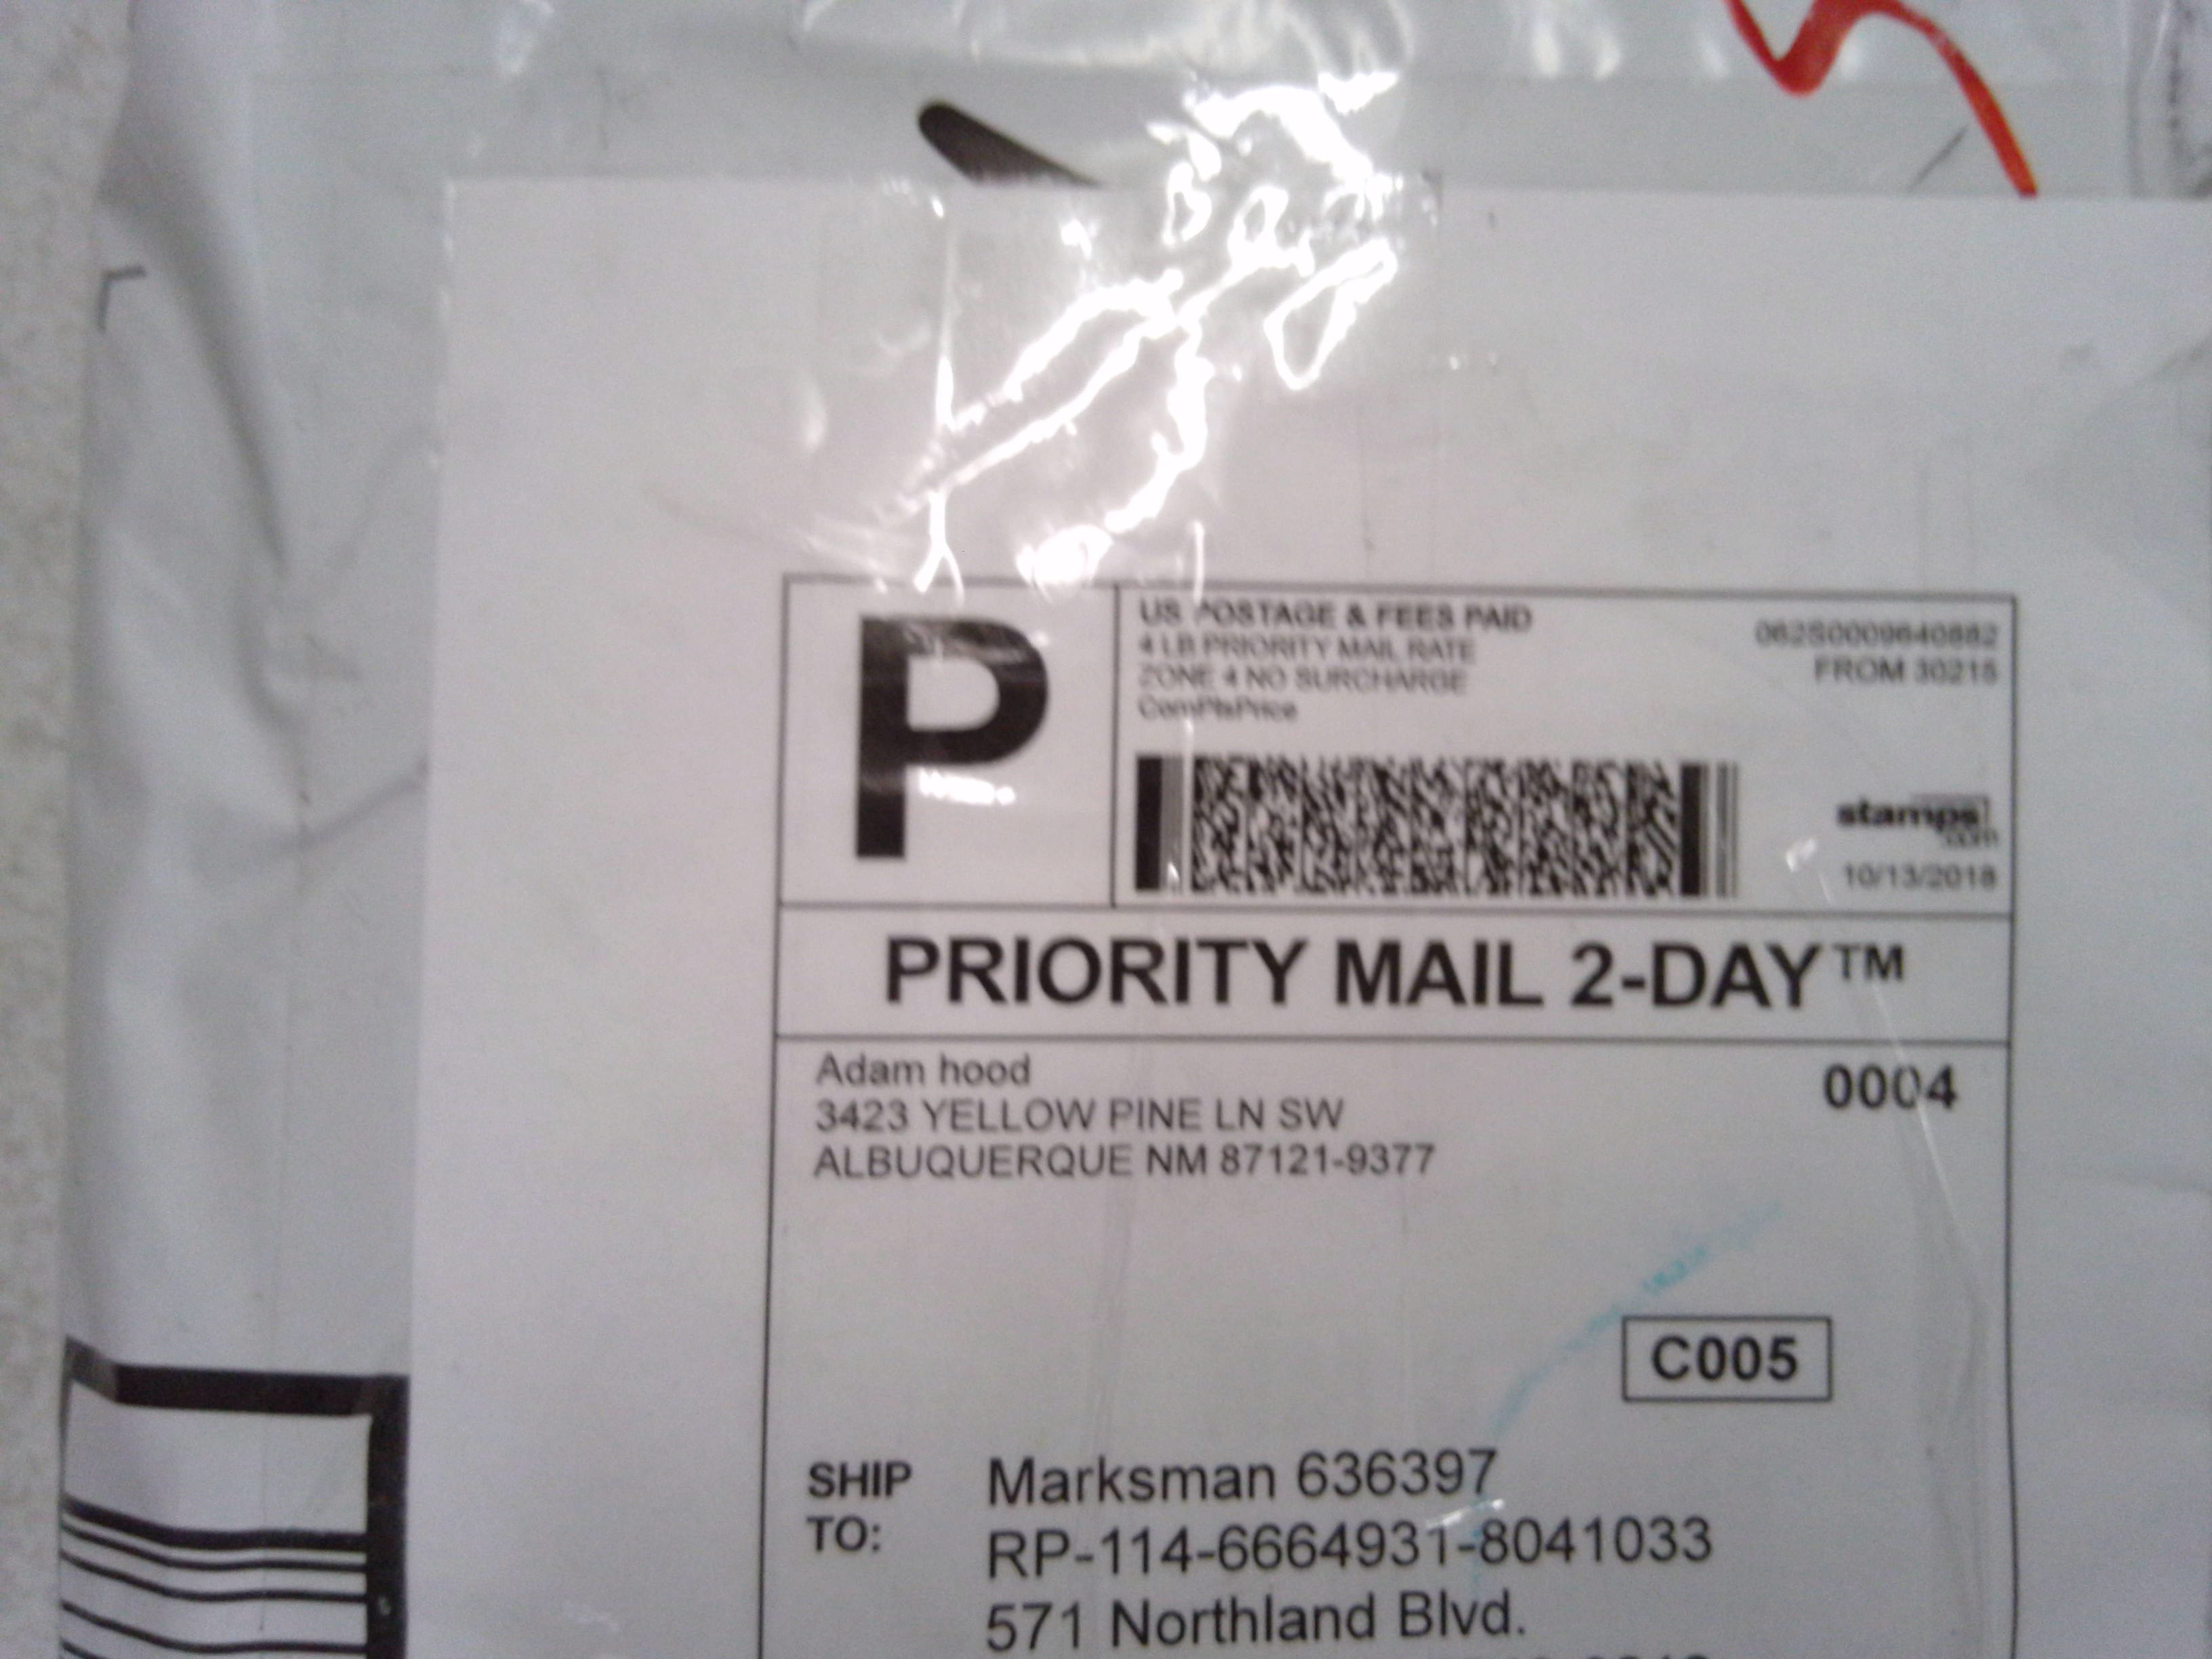 P
US POSTAGE & FEES PAID
4 LB PRIORITY MAIL RATE
ZONE 4 NO SURCHARGE
ComPlsPrice
062S0009640882
FROM 30215
stamps
.com
10/13/2018
PRIORITY MAIL 2-DAY™
Adam hood
3423 YELLOW PINE LN SW
ALBUQUERQUE NM 87121-9377
0004
C005
SHIP
TO:
Marksman 636397
RP-114-6664931-8041033
571 Northland Blvd.